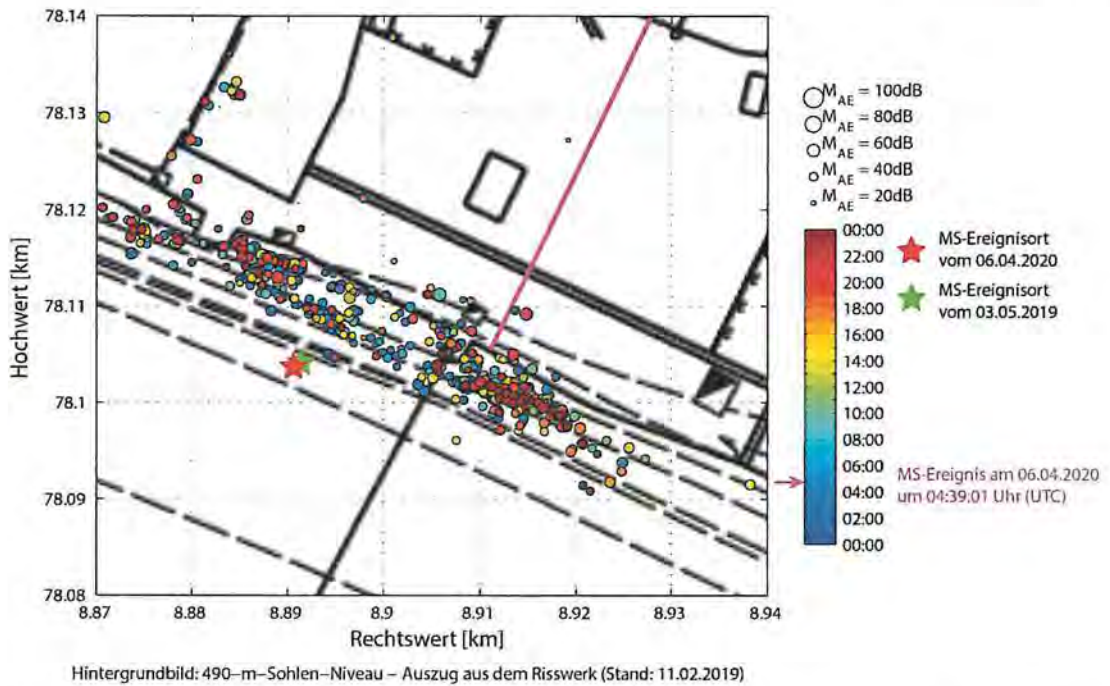 78.14
78.13
78.12
78.11
78.1
78.09
78.08
Hochwert [km]
8.87 8.88 8.89 8.9 8.91 8.92 8.93 8.94
Rechtswert [km]
M AE = 100dB
M AE = 80dB
M AE = 60dB
M AE = 40dB
M AE = 20dB
00:00
22:00
20:00
18:00
16:00
14:00
12:00
10:00
08:00
06:00
04:00
02:00
00:00
MS-Ereignisort
vom 06.04.2020
MS-Ereignisort
vom 03.05.2019
MS-Ereignis am 06.04.2020
um 04:39:01 Uhr (UTC)
Hintergrundbild: 490–m–Sohlen–Niveau – Auszug aus dem Risswerk (Stand: 11.02.2019)